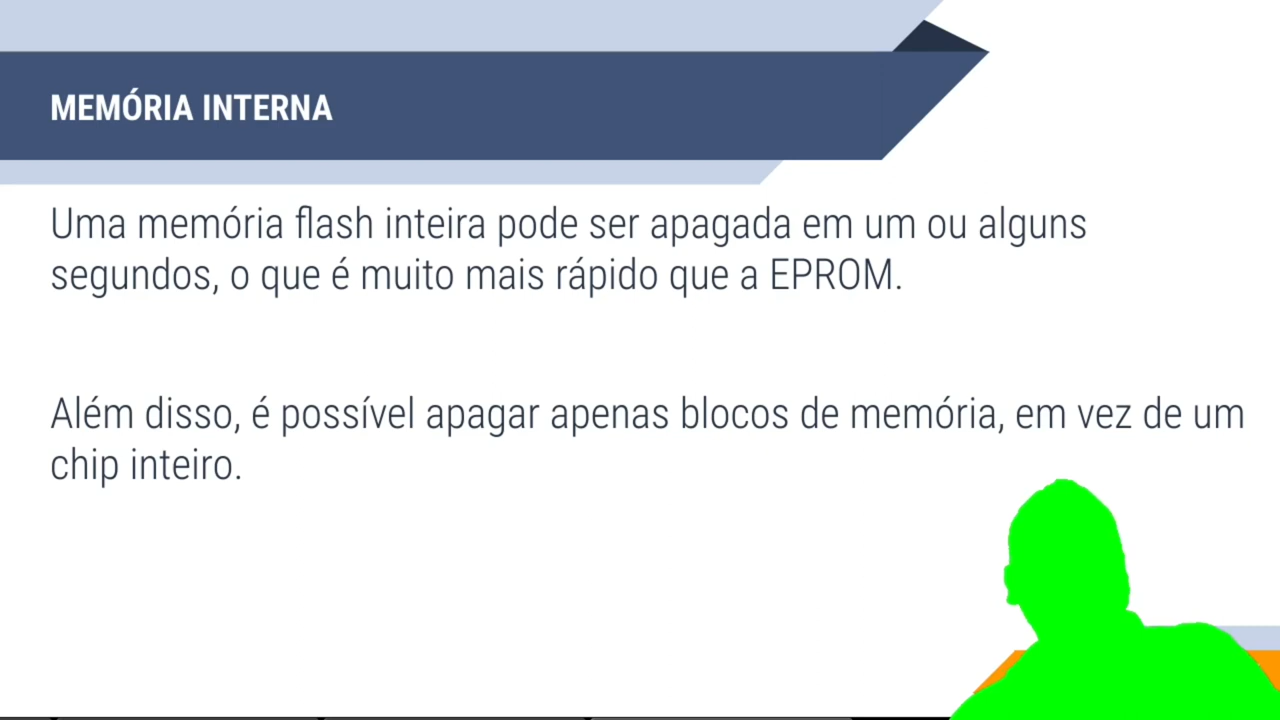 MEMÓRIA INTERNA
Uma memória flash inteira pode ser apagada em um ou alguns
segundos, o que é muito mais rápido que a EPROM.
Além disso, é possível apagar apenas blocos de memória, em vez de um
chip inteiro.